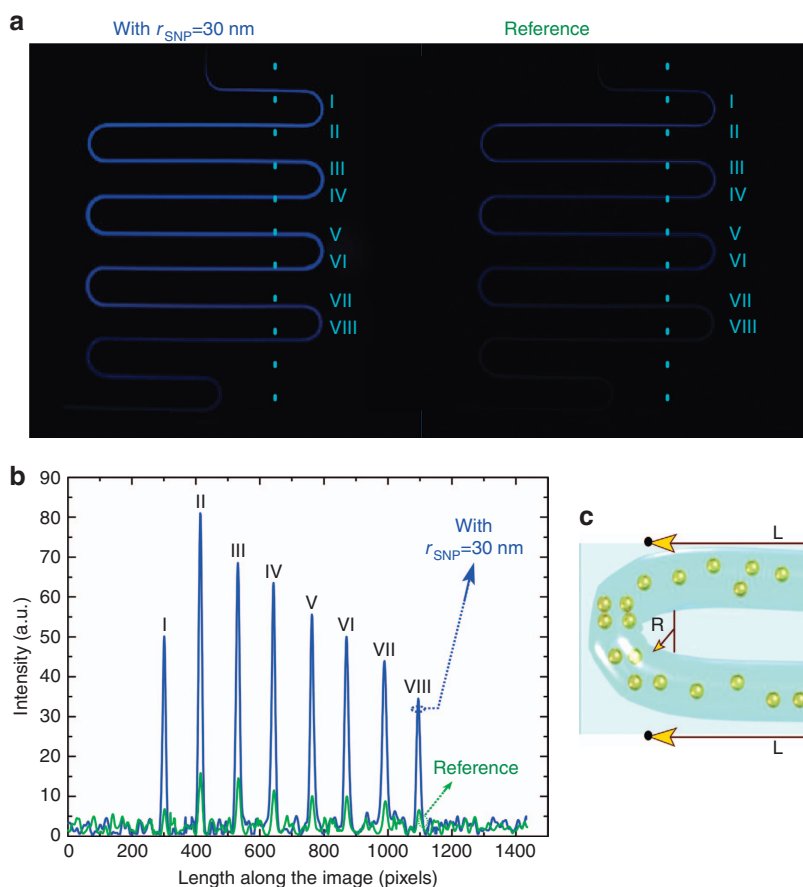 a
With rSNP=30 nm
Reference
I
II
III
IV
V
VI
VII
VIII
I
II
III
IV
V
VI
VII
VIII
b
90
80
70
60
50
40
30
20
10
0
Intensity (a.u.)
I
II
III
IV
V
VI
VII
VIII
With
rSNP=30 nm
Reference
0 200 400 600 800 1000 1200 1400
Length along the image (pixels)
c
L
R
L